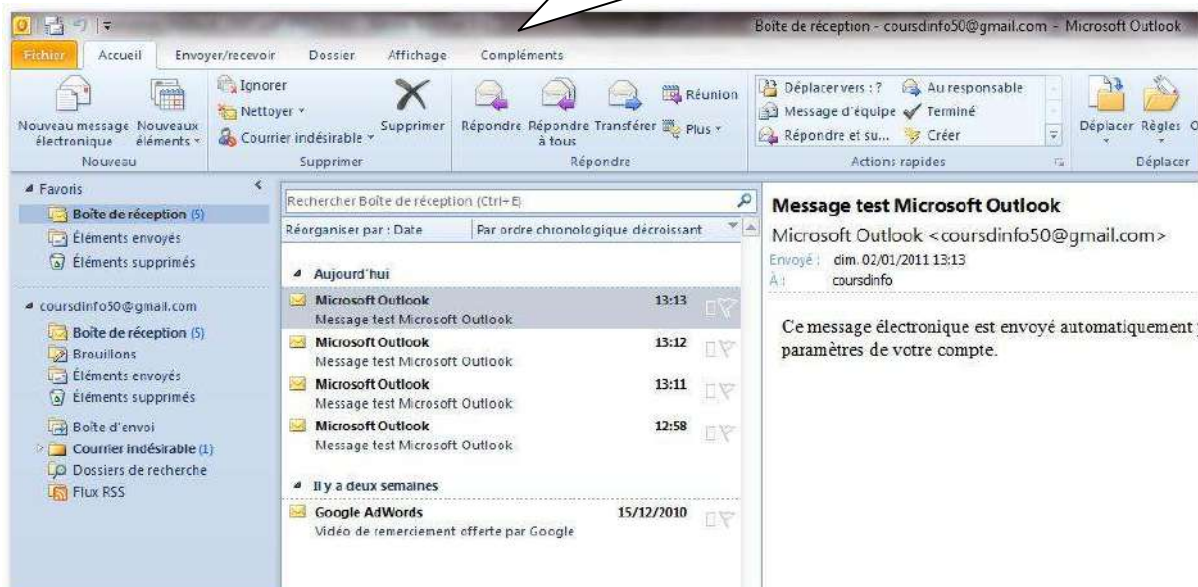 Boîte de réception - coursdinfo50@gmail.com - Microsoft Outlook
Fichier Accueil Envoyer/recevoir Dossier Affichage Compléments
Nouveau message électronique
Nouveaux éléments
Nouveau
Ignorer
Nettoyer
Courrier indésirable
Supprimer
Supprimer
Répondre
Répondre à tous
Transférer
Réunion
Plus
Répondre
Déplacer vers : ?
Message d'équipe
Répondre et su...
Au responsable
Terminé
Créer
Actions rapides
Déplacer
Règles
Déplacer
Favoris
Boîte de réception (5)
Éléments envoyés
Éléments supprimés
coursdinfo50@gmail.com
Boîte de réception (5)
Brouillons
Éléments envoyés
Éléments supprimés
Boîte d'envoi
Courrier indésirable (1)
Dossiers de recherche
Flux RSS
Rechercher Boîte de réception (Ctrl+E)
Réorganiser par : Date Par ordre chronologique décroissant
Aujourd'hui
Microsoft Outlook 13:13
Message test Microsoft Outlook
Microsoft Outlook 13:12
Message test Microsoft Outlook
Microsoft Outlook 13:11
Message test Microsoft Outlook
Microsoft Outlook 12:58
Message test Microsoft Outlook
Il y a deux semaines
Google AdWords 15/12/2010
Vidéo de remerciement offerte par Google
Message test Microsoft Outlook
Microsoft Outlook <coursdinfo50@gmail.com>
Envoyé : dim. 02/01/2011 13:13
À : coursdinfo
Ce message électronique est envoyé automatiquement
paramètres de votre compte.